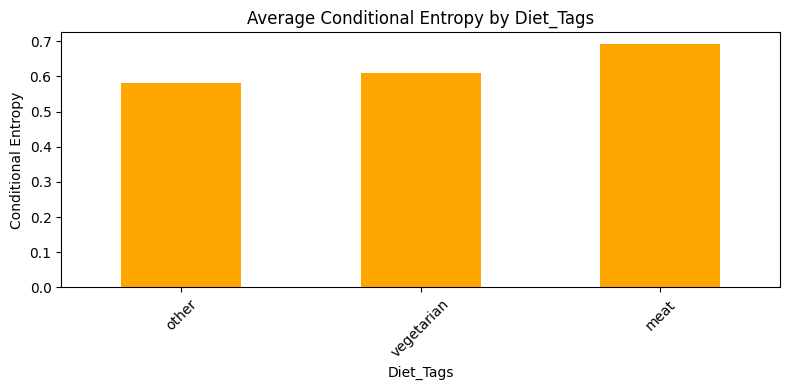 Average Conditional Entropy by Diet_Tags
Conditional Entropy
0.7
0.6
0.5
0.4
0.3
0.2
0.1
0.0
other
vegetarian
meat
Diet_Tags